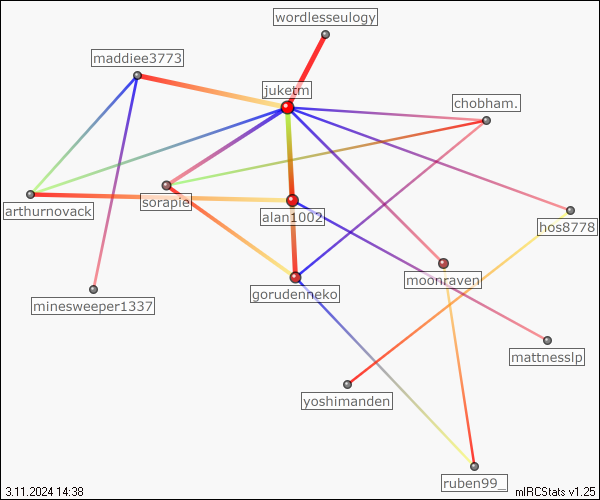 wordlesseulogy
maddiee3773
juketm
chobham.
arthurnovack
sorapie
alan1002
hos8778
moonraven
gorudenneko
minesweeper1337
mattnesslp
yoshimanden
ruben99_
3.11.2024 14:38
mIRCStats v1.25